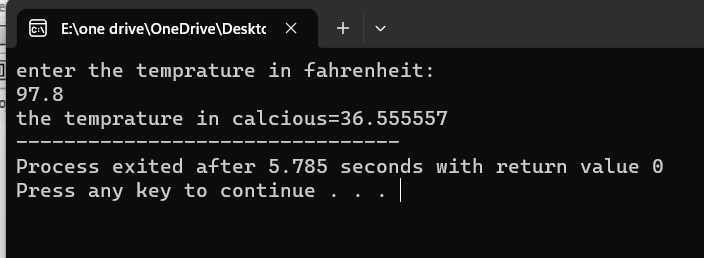 E:\one drive\OneDrive\Deskto
enter the temprature in fahrenheit:
97.8
the temprature in calcious=36.555557
--------------------------------
Process exited after 5.785 seconds with return value 0
Press any key to continue . . .